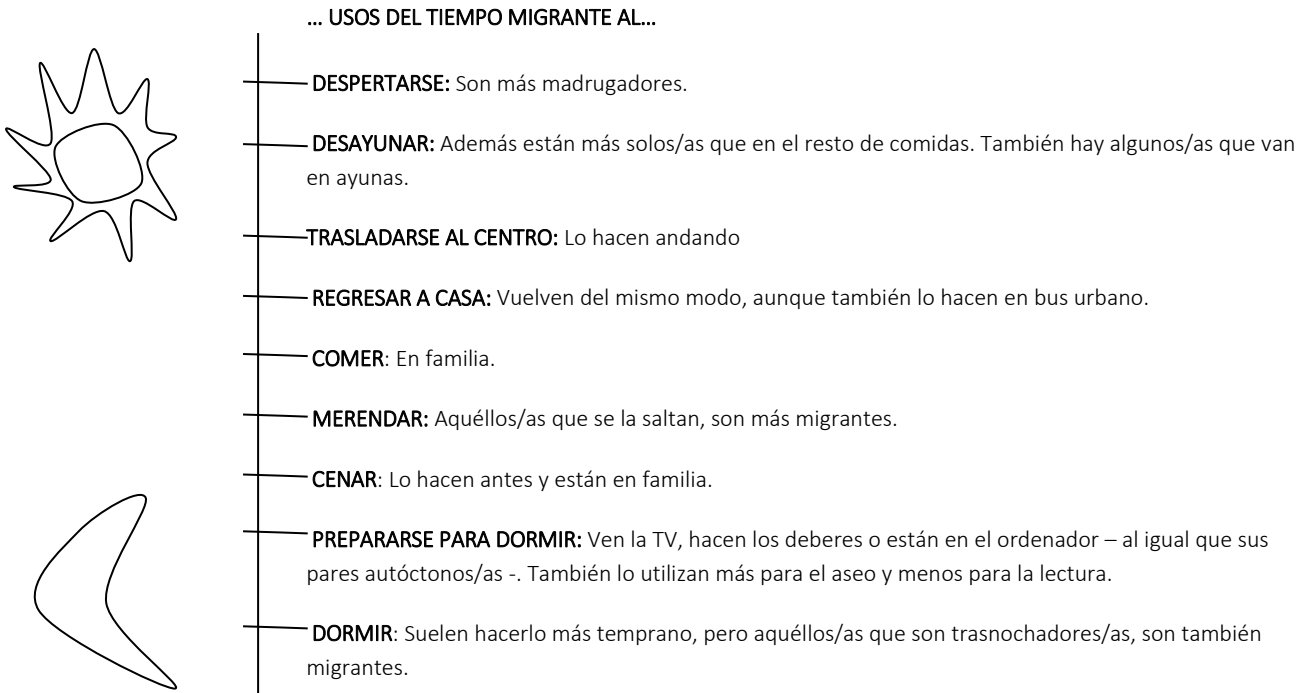 ... USOS DEL TIEMPO MIGRANTE AL...
DESPERTARSE: Son más madrugadores.
DESAYUNAR: Además están más solos/as que en el resto de comidas. También hay algunos/as que van
en ayunas.
TRASLADARSE AL CENTRO: Lo hacen andando
REGRESAR A CASA: Vuelven del mismo modo, aunque también lo hacen en bus urbano.
COMER: En familia.
MERENDAR: Aquéllos/as que se la saltan, son más migrantes.
CENAR: Lo hacen antes y están en familia.
PREPARARSE PARA DORMIR: Ven la TV, hacen los deberes o están en el ordenador – al igual que sus
pares autóctonos/as -. También lo utilizan más para el aseo y menos para la lectura.
DORMIR: Suelen hacerlo más temprano, pero aquéllos/as que son trasnochadores/as, son también
migrantes.